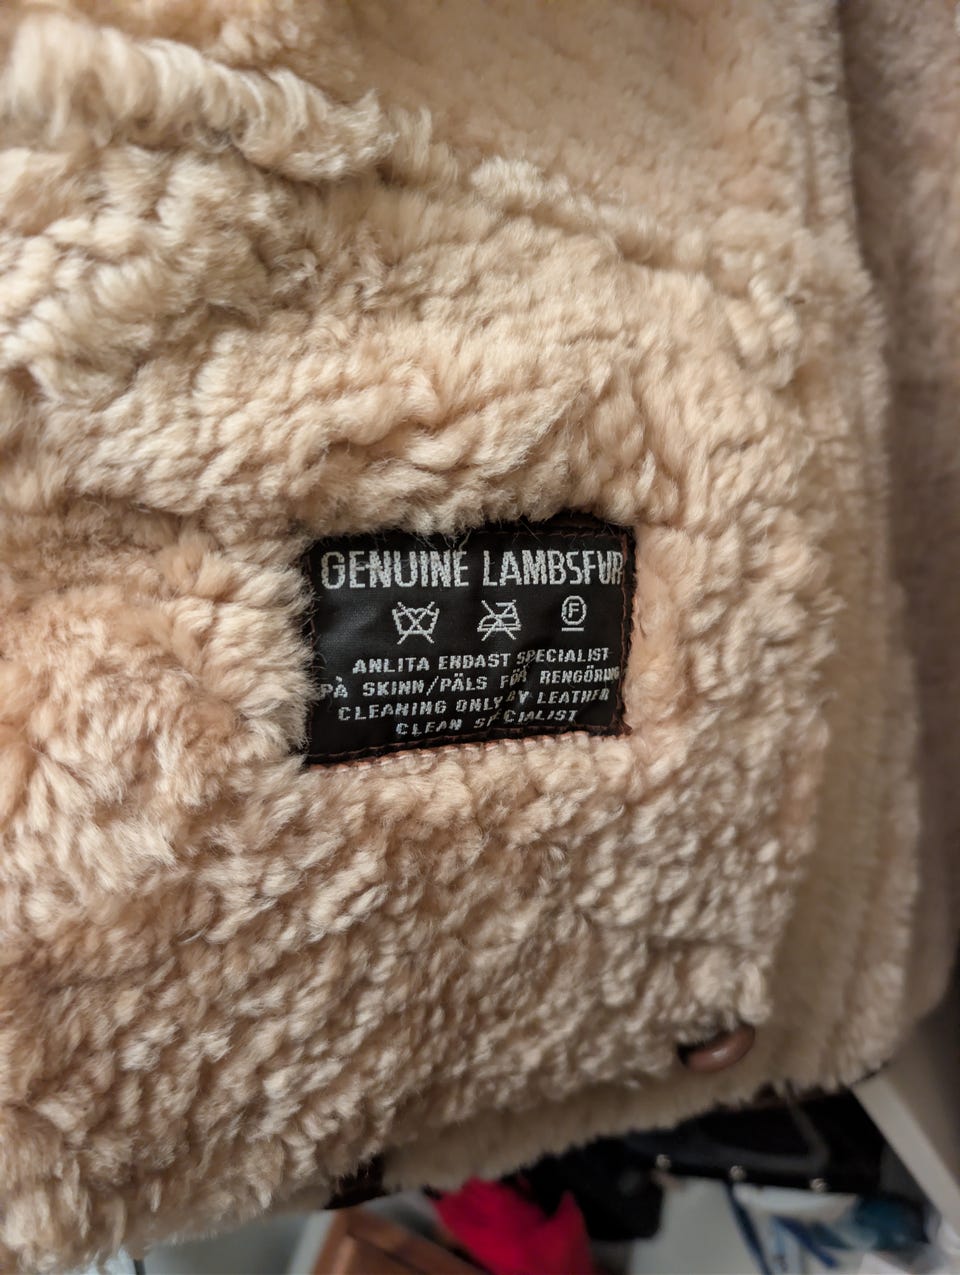 GENUINE LAMBSFUR
F
ANLITA ENDAST SPECIALIST
PÅ SKINN/PÄLS FÖR RENGÖRING
CLEANING ONLY BY LEATHER
CLEAN SPECIALIST